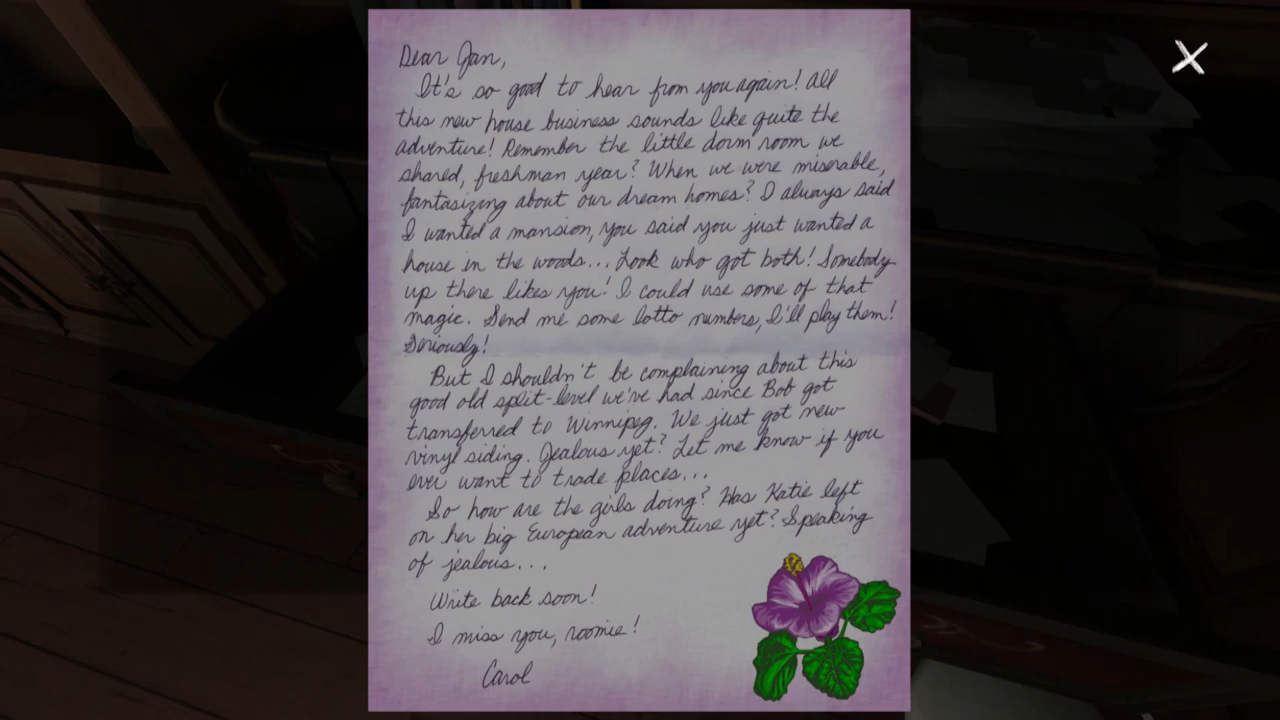 Dear Jan,
It's so good to hear from you again! All
this new house business sounds like quite the
adventure! Remember the little dorm room we
shared, freshman year? When we were miserable,
fantasizing about our dream homes? I always said
I wanted a mansion, you said you just wanted a
house in the woods... Look who got both! Somebody
up there likes you! I could use some of that
magic. Send me some lotto numbers, I'll play them!
Seriously!
But I shouldn't be complaining about this
good old split-level we've had since Bob got
transferred to Winnipeg. We just got new
vinyl siding. Jealous yet? Let me know if you
ever want to trade places...
So how are the girls doing? Has Katie left
on her big European adventure yet? Speaking
of jealous...
Write back soon!
I miss you, roomie!
Carol